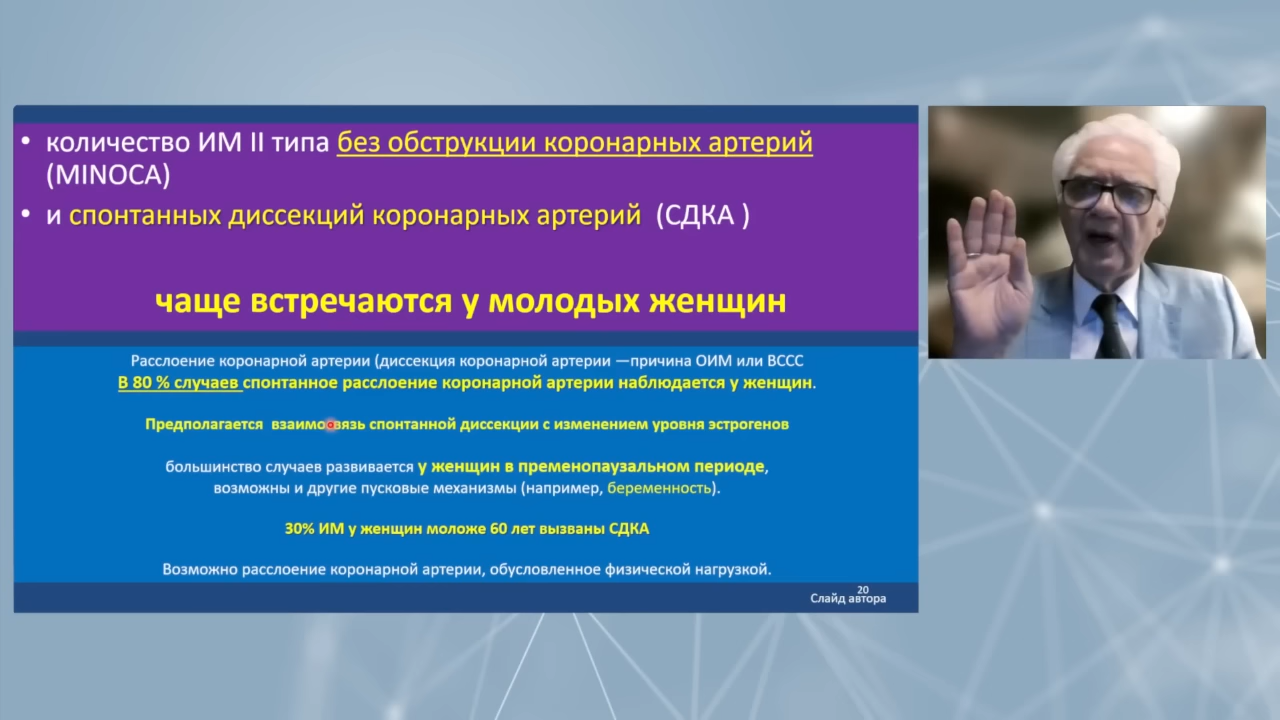 • количество ИМ II типа без обструкции коронарных артерий
(MINOCA)
• и спонтанных диссекций коронарных артерий (СДКА )
чаще встречаются у молодых женщин
Расслоение коронарной артерии (диссекция коронарной артерии —причина ОИМ или ВССС
В 80 % случаев спонтанное расслоение коронарной артерии наблюдается у женщин.
Предполагается взаимосвязь спонтанной диссекции с изменением уровня эстрогенов
большинство случаев развивается у женщин в пременопаузальном периоде,
возможны и другие пусковые механизмы (например, беременность).
30% ИМ у женщин моложе 60 лет вызваны СДКА
Возможно расслоение коронарной артерии, обусловленное физической нагрузкой.
20
Слайд автора